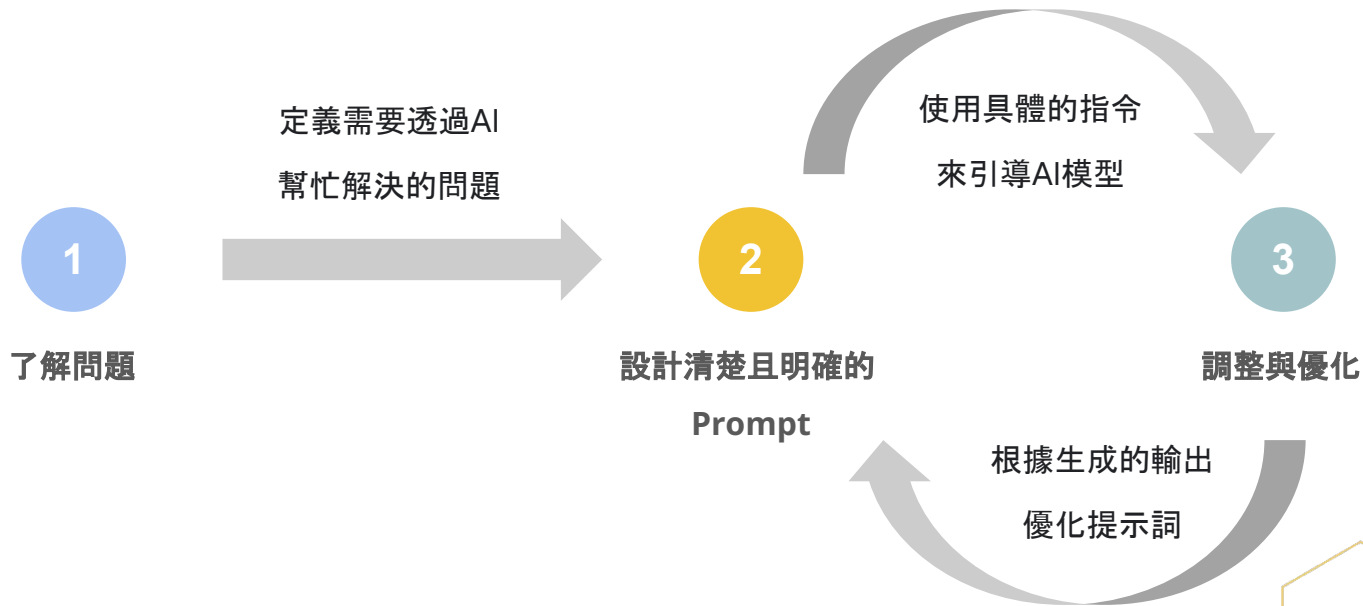 定義需要透過AI
幫忙解決的問題
使用具體的指令
來引導AI模型
1
2
3
了解問題
設計清楚且明確的
Prompt
調整與優化
根據生成的輸出
優化提示詞